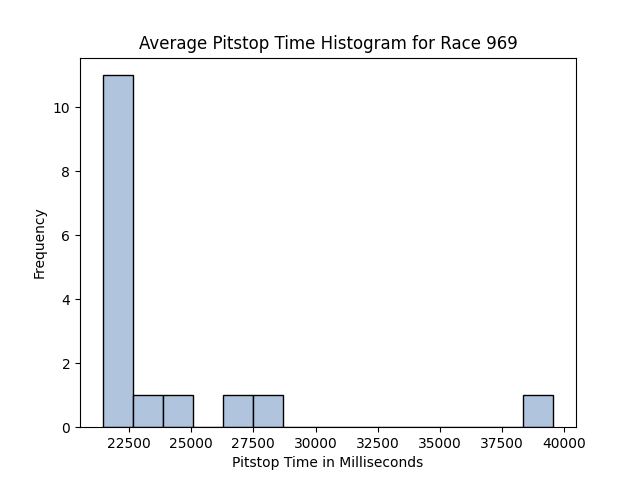 Average Pitstop Time Histogram for Race 969
10
8
6
4
2
0
Frequency
22500 25000 27500 30000 32500 35000 37500 40000
Pitstop Time in Milliseconds